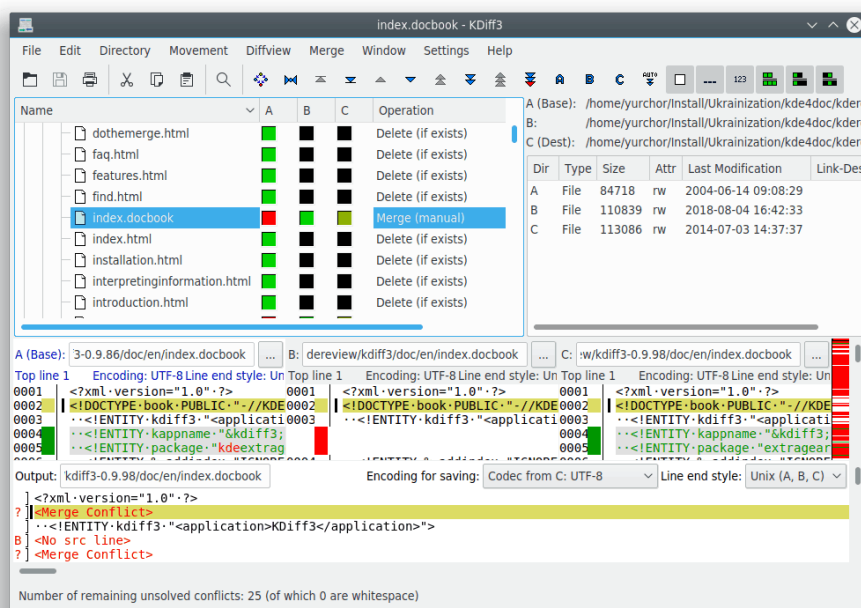 index.docbook - KDiff3
File Edit Directory Movement Diffview Merge Window Settings Help
A B C AUTO --- 123
Name A B C Operation
dothemerge.html Delete (if exists)
faq.html Delete (if exists)
features.html Delete (if exists)
find.html Delete (if exists)
index.docbook Merge (manual)
index.html Delete (if exists)
installation.html Delete (if exists)
interpretinginformation.html Delete (if exists)
introduction.html Delete (if exists)
A (Base): /home/yurchor/Install/Ukrainization/kde4doc/kdere
B: /home/yurchor/Install/Ukrainization/kde4doc/kdere
C (Dest): /home/yurchor/Install/Ukrainization/kde4doc/kdere
Dir Type Size Attr Last Modification Link-Des
A File 84718 rw 2004-06-14 09:08:29
B File 110839 rw 2018-08-04 16:42:33
C File 113086 rw 2014-07-03 14:37:37
A (Base): 3-0.9.86/doc/en/index.docbook ... B: dereview/kdiff3/doc/en/index.docbook ... C: w/kdiff3-0.9.98/doc/en/index.docbook ...
Top line 1 Encoding: UTF-8 Line end style: Un Top line 1 Encoding: UTF-8 Line end style: Un Top line 1 Encoding: UTF-8 Line end style: Un
0001 <?xml·version="1.0"·?> 0001 <?xml·version="1.0"·?> 0001 <?xml·version="1.0"·?>
0002 <!DOCTYPE·book·PUBLIC·"-//KDE 0002 <!DOCTYPE·book·PUBLIC·"-//KDE 0002 <!DOCTYPE·book·PUBLIC·"-//KDE
0003 ··<!ENTITY·kdiff3·"<applicati 0003 ··<!ENTITY·kdiff3·"<applicati 0003 ··<!ENTITY·kdiff3·"<applicati
0004 ··<!ENTITY·kappname·"&kdiff3; 0004 ··<!ENTITY·kappname·"&kdiff3;
0005 ··<!ENTITY·package·"kdeextrag 0005 ··<!ENTITY·package·"extragear
Output: kdiff3-0.9.98/doc/en/index.docbook Encoding for saving: Codec from C: UTF-8 Line end style: Unix (A, B, C)
] <?xml·version="1.0"·?>
? ] <Merge Conflict>
] ··<!ENTITY·kdiff3·"<application>KDiff3</application>">
B ] <No src line>
? ] <Merge Conflict>
Number of remaining unsolved conflicts: 25 (of which 0 are whitespace)